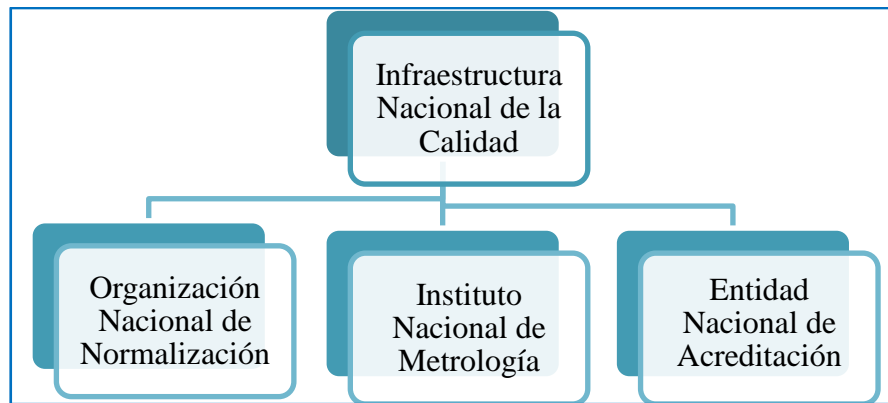 Infraestructura
Nacional de la
Calidad
Organización
Nacional de
Normalización
Instituto
Nacional de
Metrología
Entidad
Nacional de
Acreditación